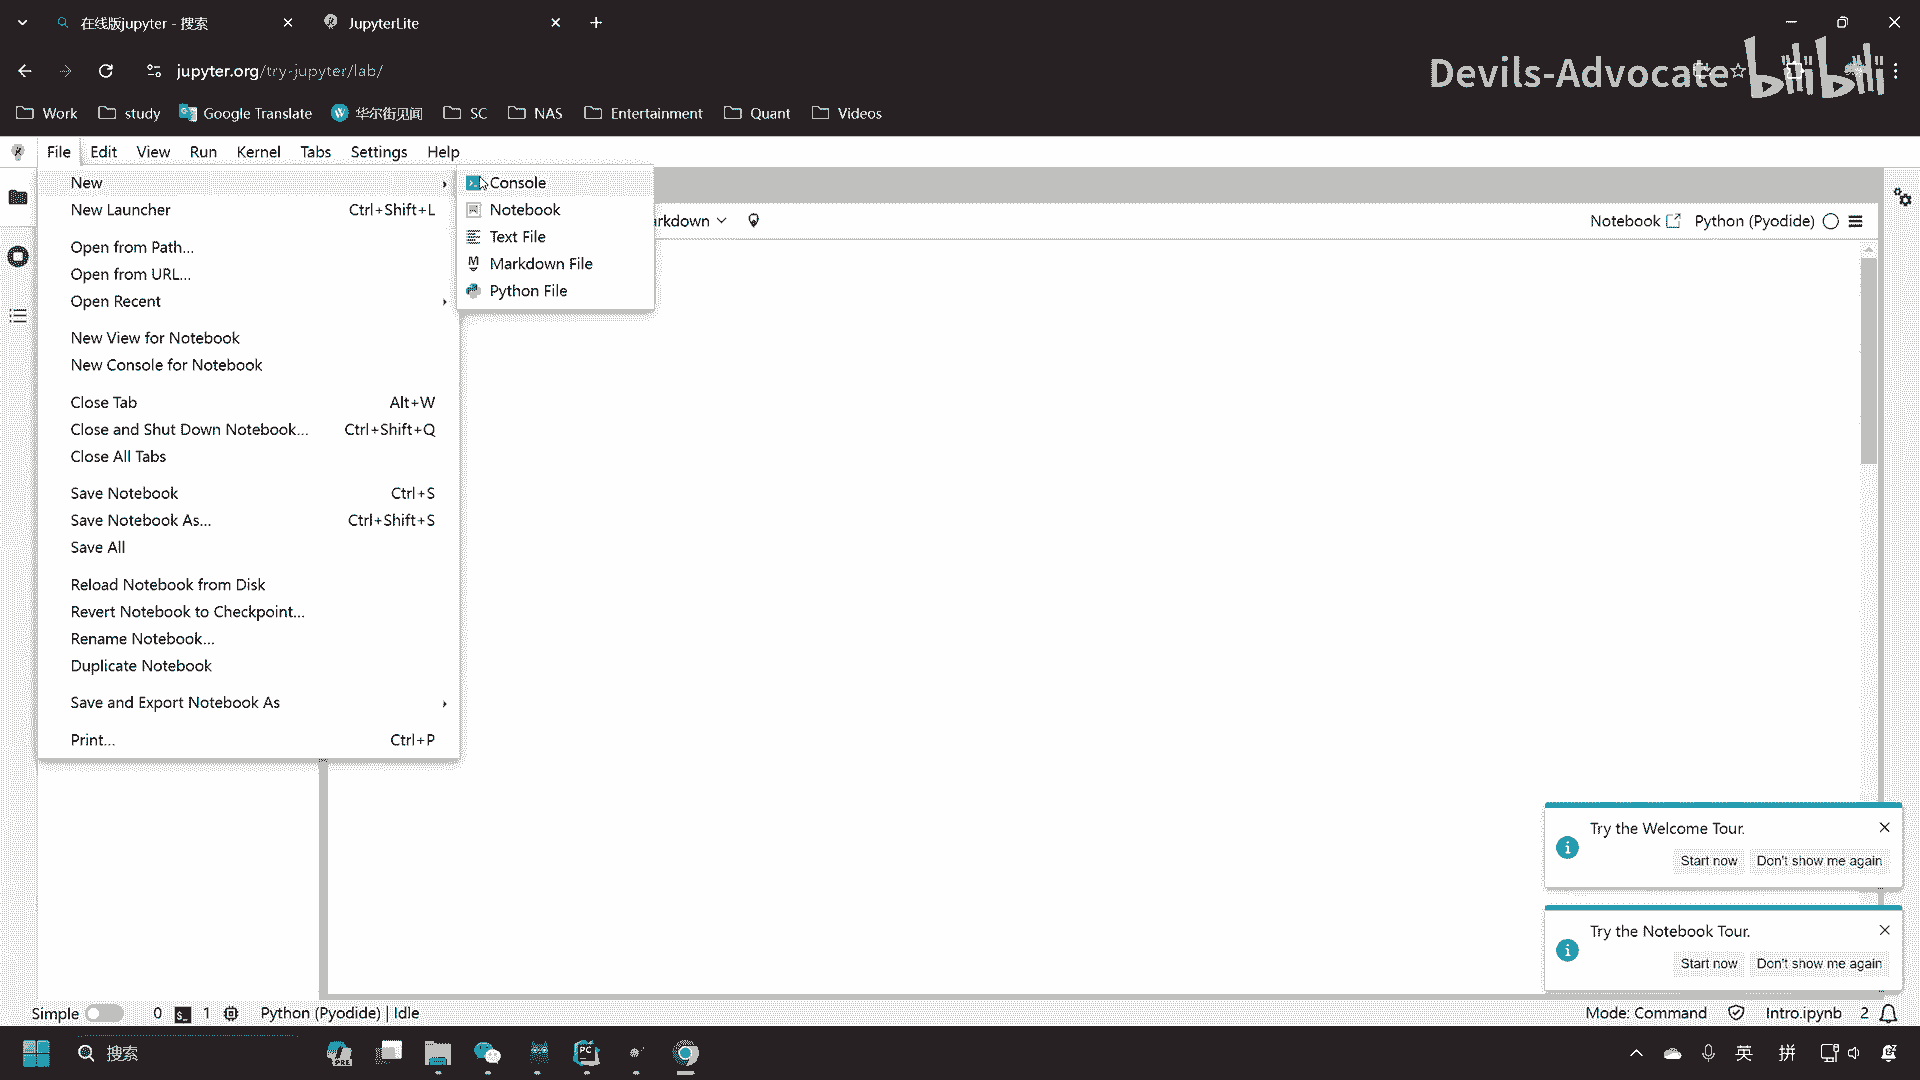 在线版jupyter - 搜索
JupyterLite
jupyter.org/try-jupyter/lab/
Devils-Advocate
bilibili
Work
study
Google Translate
华尔街见闻
SC
NAS
Entertainment
Quant
Videos
File
Edit
View
Run
Kernel
Tabs
Settings
Help
New
New Launcher Ctrl+Shift+L
Open from Path...
Open from URL...
Open Recent
New View for Notebook
New Console for Notebook
Close Tab Alt+W
Close and Shut Down Notebook... Ctrl+Shift+Q
Close All Tabs
Save Notebook Ctrl+S
Save Notebook As... Ctrl+Shift+S
Save All
Reload Notebook from Disk
Revert Notebook to Checkpoint...
Rename Notebook...
Duplicate Notebook
Save and Export Notebook As
Print... Ctrl+P
Console
Notebook
Text File
Markdown File
Python File
arkdown
Notebook
Python (Pyodide)
Try the Welcome Tour.
Start now
Don't show me again
Try the Notebook Tour.
Start now
Don't show me again
Simple
0
1
Python (Pyodide) | Idle
Mode: Command
Intro.ipynb
2
搜索
PRE
PC
英
拼